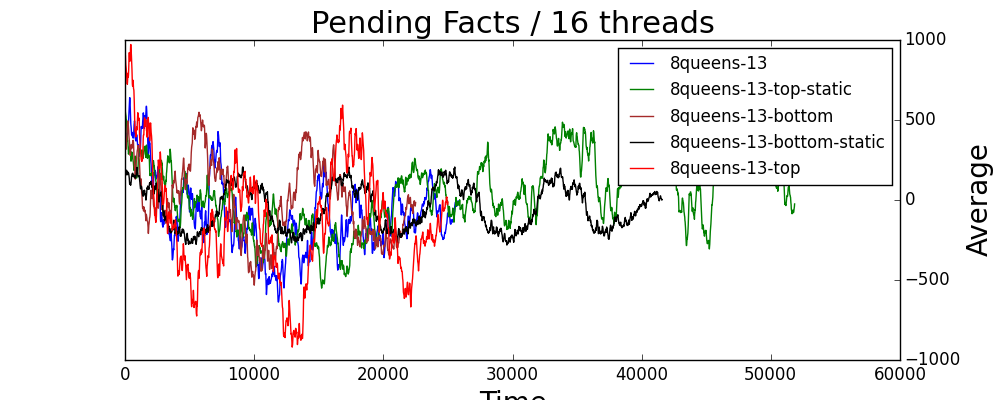 Pending Facts / 16 threads
8queens-13
8queens-13-top-static
8queens-13-bottom
8queens-13-bottom-static
8queens-13-top
1000
500
0
−500
−1000
Average
0 10000 20000 30000 40000 50000 60000
Time